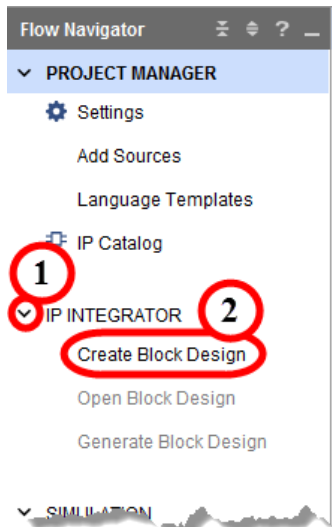 Flow Navigator ?
PROJECT MANAGER
Settings
Add Sources
Language Templates
IP Catalog
1
IP INTEGRATOR 2
Create Block Design
Open Block Design
Generate Block Design
SIMULATION